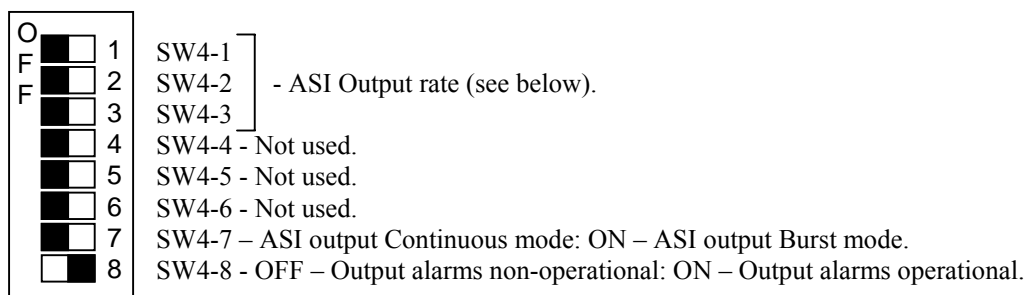 OFF
1 SW4-1
2 SW4-2 - ASI Output rate (see below).
3 SW4-3
4 SW4-4 - Not used.
5 SW4-5 - Not used.
6 SW4-6 - Not used.
7 SW4-7 – ASI output Continuous mode: ON – ASI output Burst mode.
8 SW4-8 - OFF – Output alarms non-operational: ON – Output alarms operational.